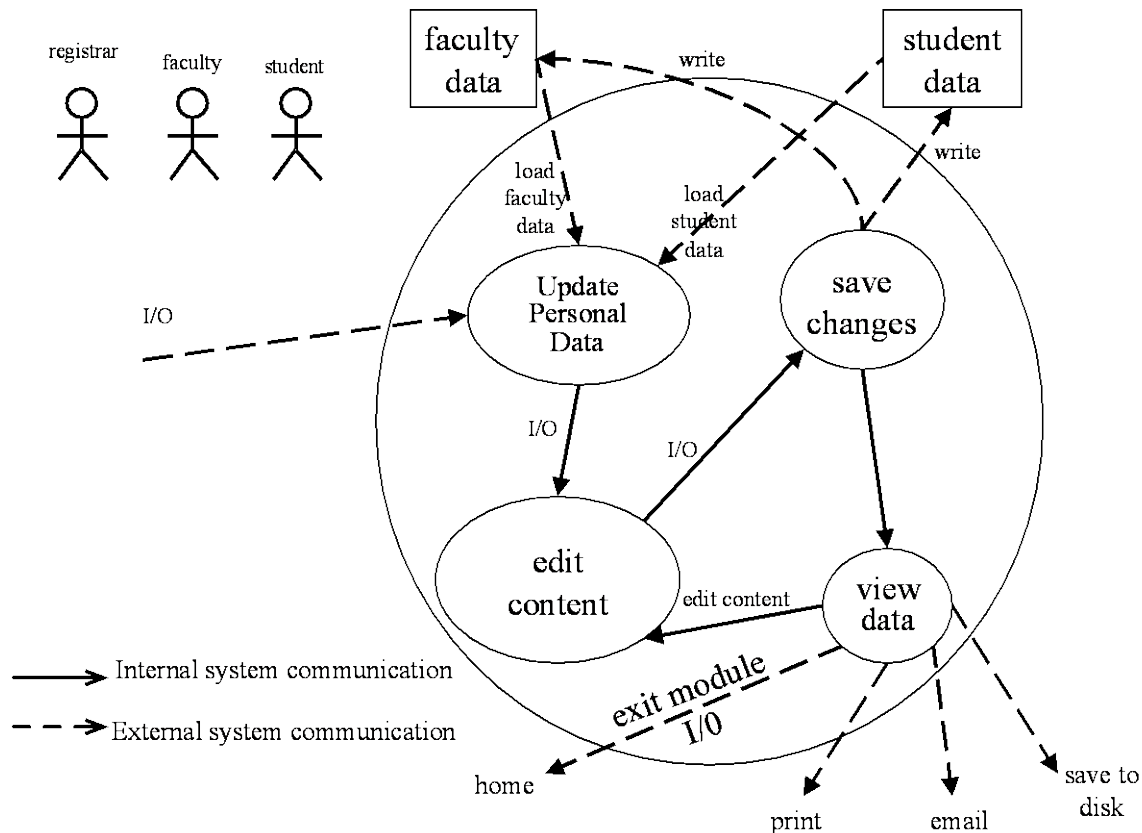 registrar
faculty
student
faculty
data
write
student
data
write
load
faculty
data
load
student
data
Update
Personal
Data
save
changes
I/O
I/O
I/O
edit
content
edit content
view
data
Internal system communication
External system communication
exit module
I/0
home
print
email
save to
disk